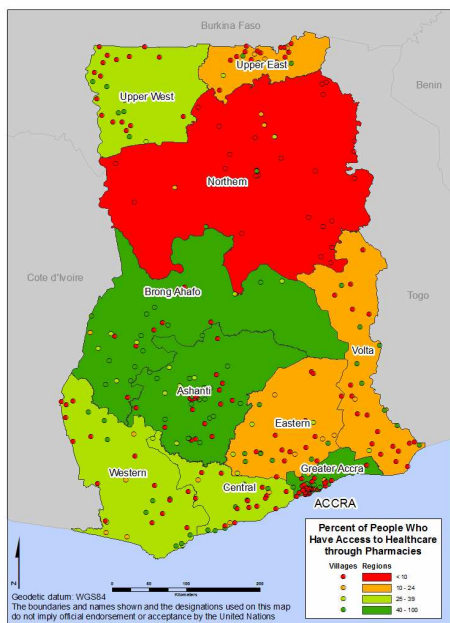 Burkina Faso
Upper East
Benin
Upper West
Northern
Cote d'Ivoire
Brong Ahafo
Togo
Volta
Ashanti
Eastern
Greater Accra
Western
Central
ACCRA
Percent of People Who
Have Access to Healthcare
through Pharmacies
Villages Regions
< 10
10 - 24
25 - 39
40 - 100
N
0 50 100 200
Kilometers
Geodetic datum: WGS84
The boundaries and names shown and the designations used on this map
do not imply official endorsement or acceptance by the United Nations